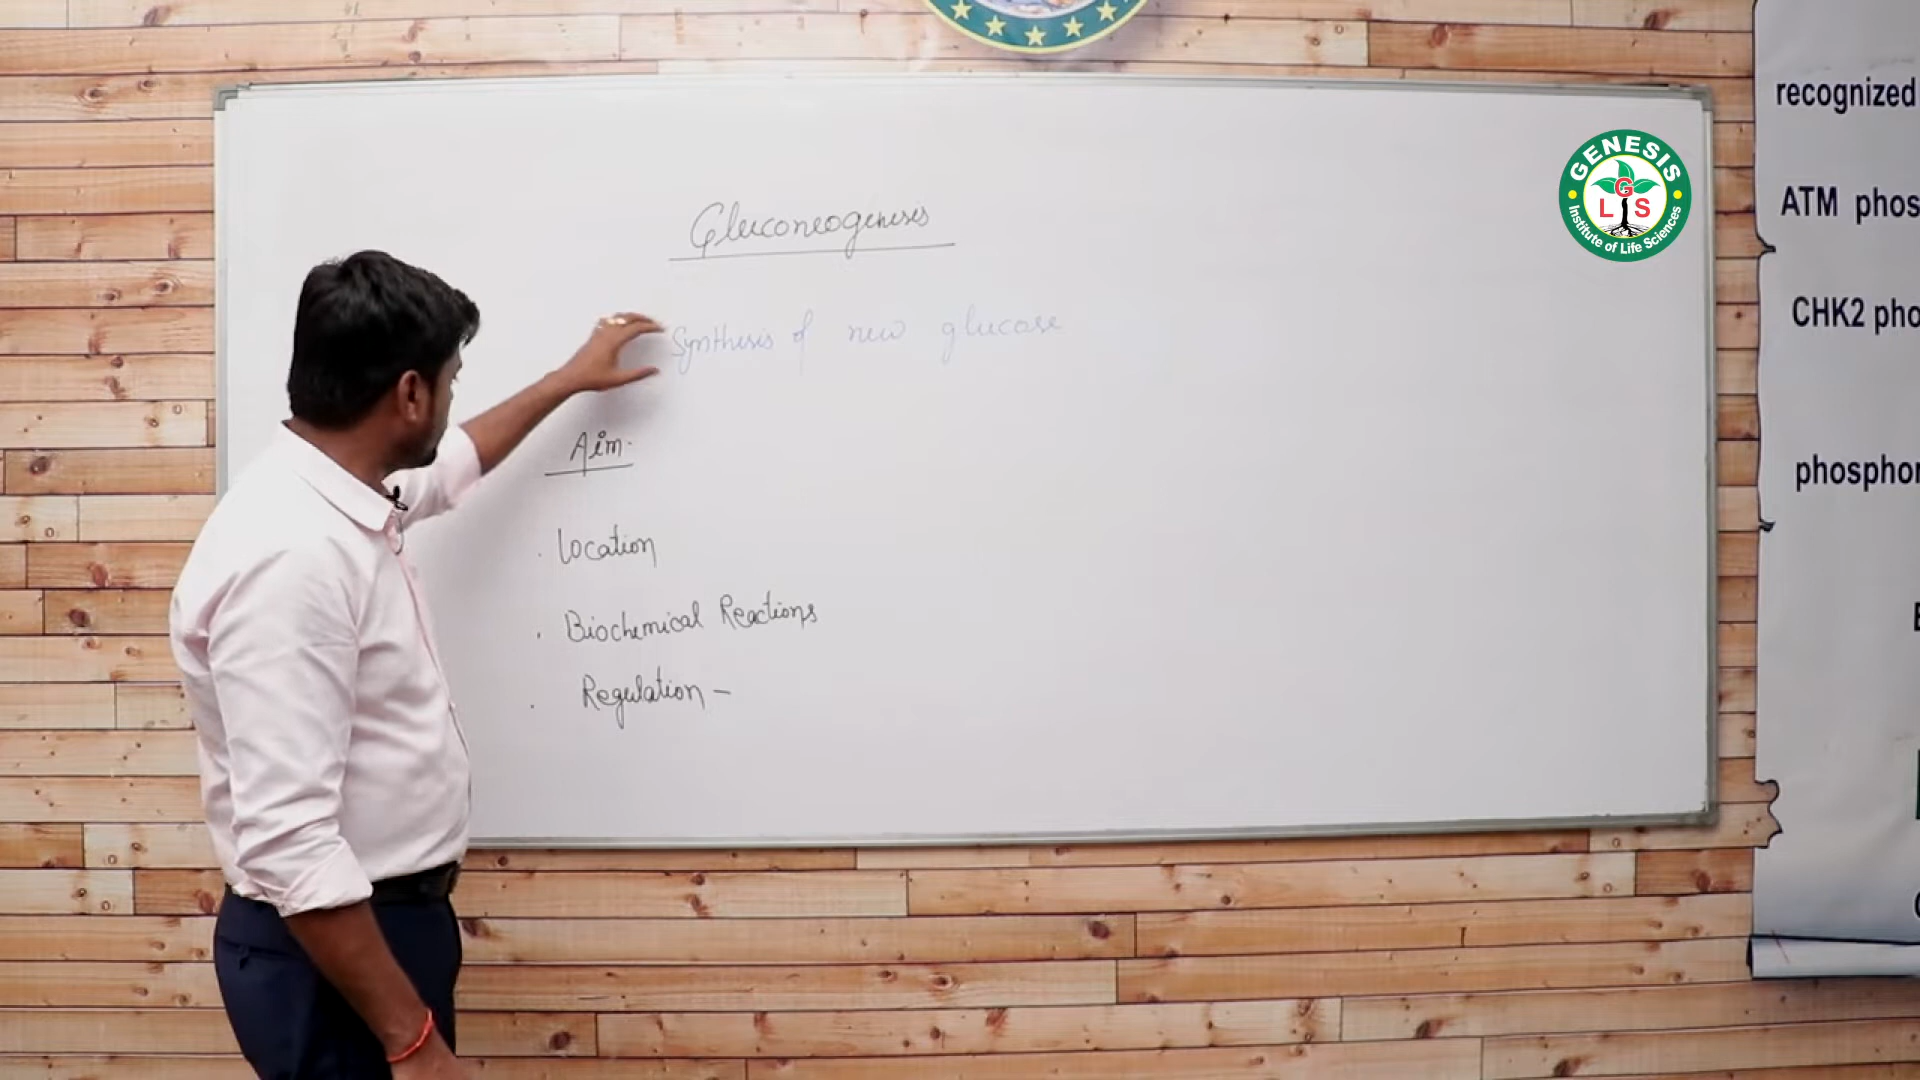 Gluconeogenesis
Synthesis of new glucose
Aim.
. Location
. Biochemical Reactions
. Regulation –
GENESIS
GLS
Institute of Life Sciences
recognized
ATM phos
CHK2 pho
phosphor